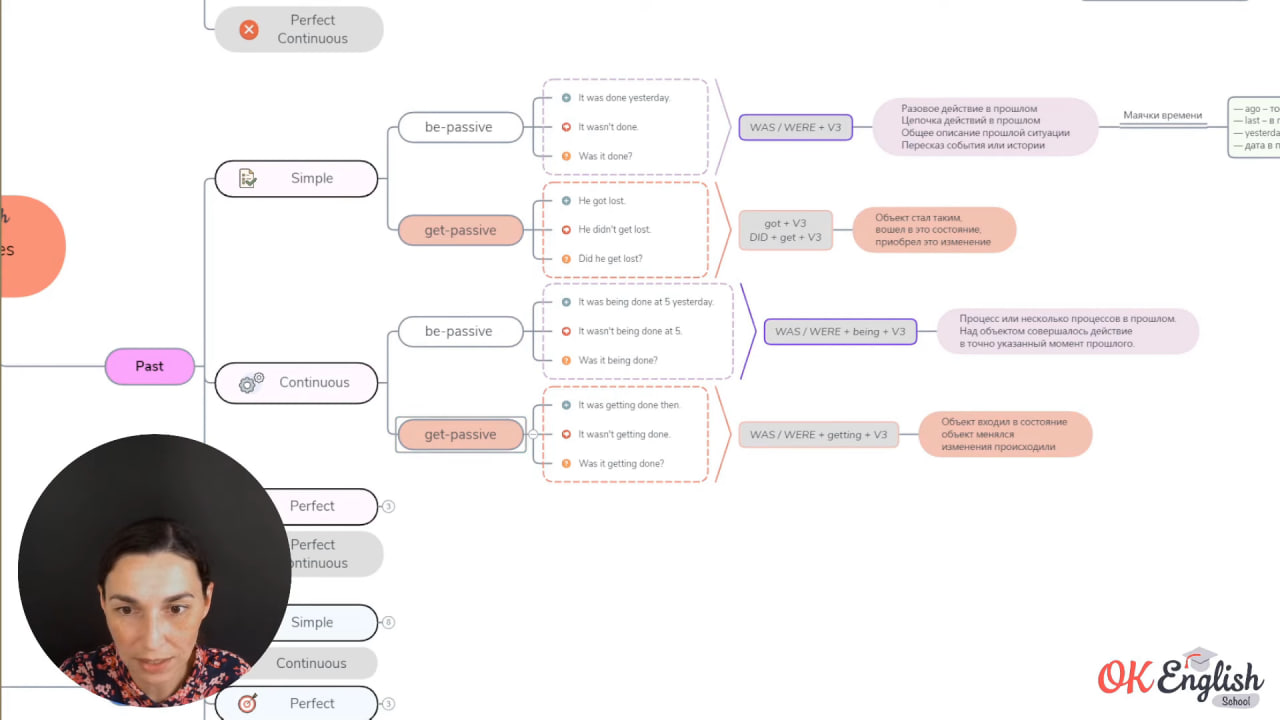 Perfect
Continuous
It was done yesterday.
be-passive
It wasn't done.
Was it done?
WAS / WERE + V3
Разовое действие в прошлом
Цепочка действий в прошлом
Общее описание прошлой ситуации
Пересказ события или истории
Маячки времени
— ago – то
— last – в п
— yesterda
— дата в п
Simple
He got lost.
get-passive
He didn't get lost.
Did he get lost?
got + V3
DID + get + V3
Объект стал таким,
вошел в это состояние,
приобрел это изменение
h
es
It was being done at 5 yesterday.
be-passive
It wasn't being done at 5.
Was it being done?
WAS / WERE + being + V3
Процесс или несколько процессов в прошлом.
Над объектом совершалось действие
в точно указанный момент прошлого.
Past
Continuous
It was getting done then.
get-passive
It wasn't getting done.
Was it getting done?
WAS / WERE + getting + V3
Объект входил в состояние
объект менялся
изменения происходили
Perfect
3
Perfect
ontinuous
Simple
Continuous
Perfect
3
OK English
School